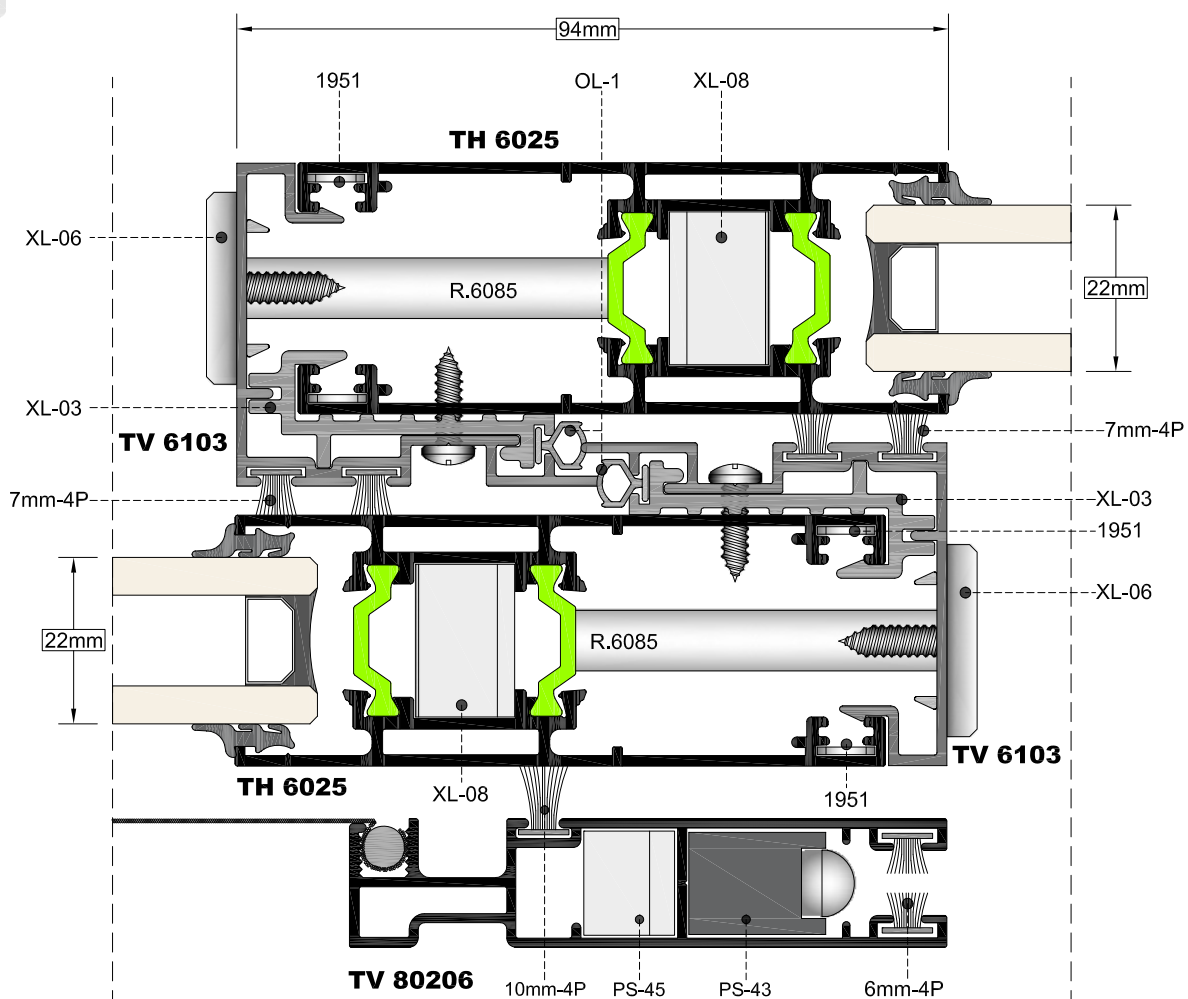 94mm
1951
OL-1
XL-08
TH 6025
XL-06
R.6085
22mm
XL-03
TV 6103
7mm-4P
7mm-4P
XL-03
1951
XL-06
22mm
R.6085
TV 6103
TH 6025
XL-08
1951
TV 80206
10mm-4P
PS-45
PS-43
6mm-4P